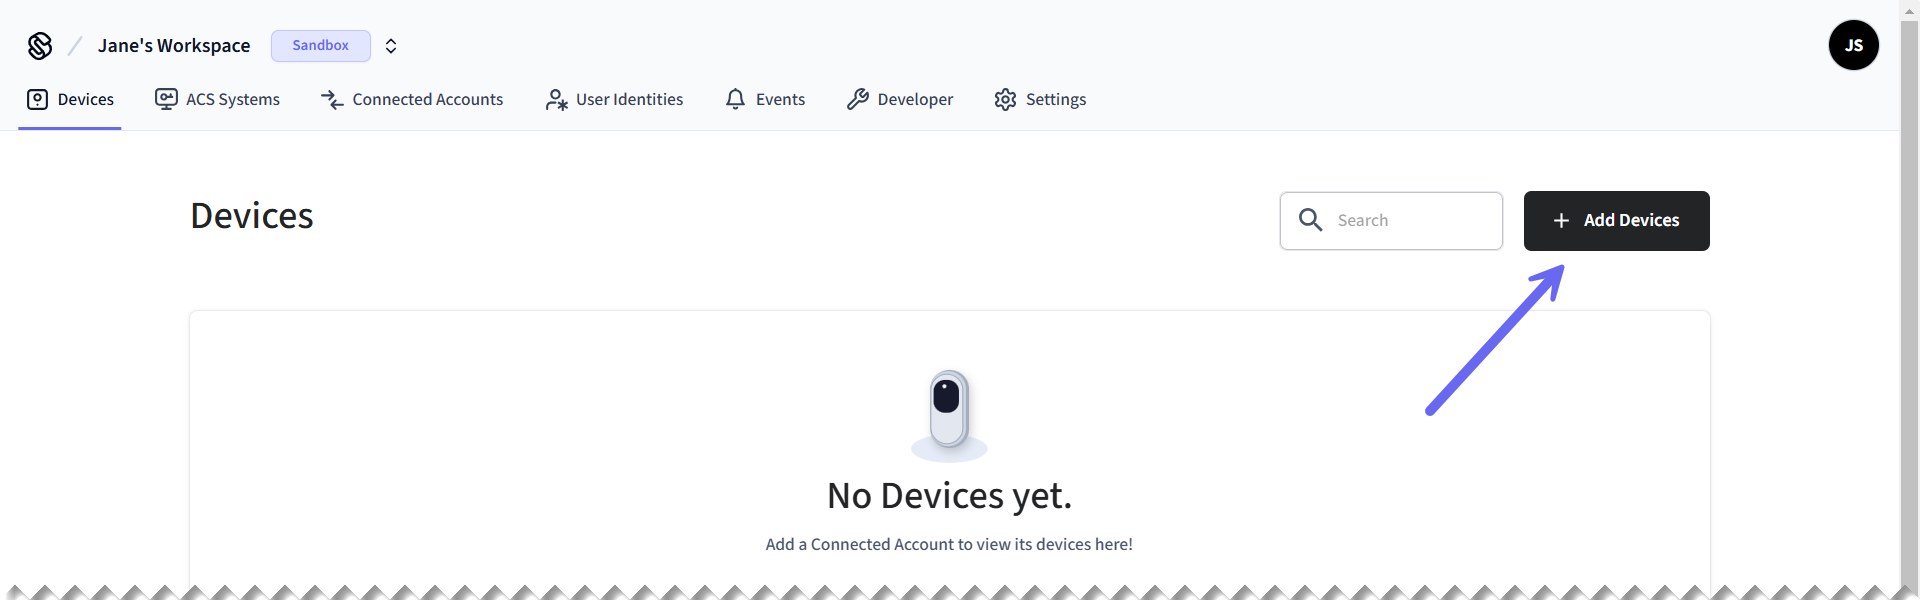 Jane's Workspace Sandbox
JS
Devices ACS Systems Connected Accounts User Identities Events Developer Settings
Devices
Search
Add Devices
No Devices yet.
Add a Connected Account to view its devices here!